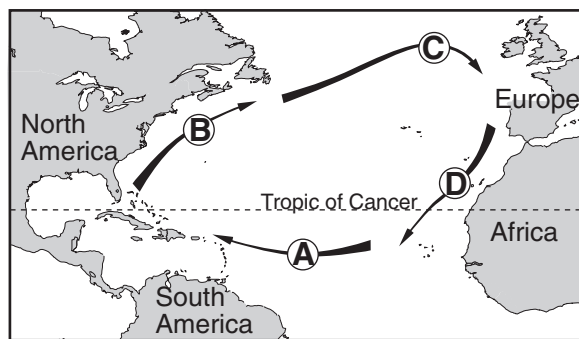 C
Europe
North
America
B
D
Tropic of Cancer
Africa
A
South
America